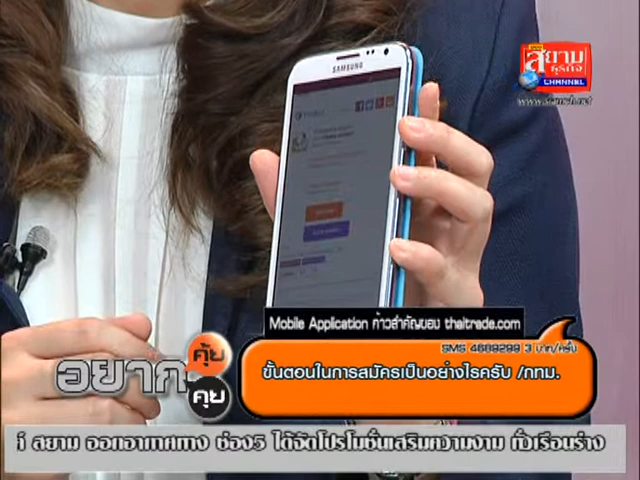 SAMSUNG
สยาม
ธุรกิจ
CHANNEL
Mobile Application ก้าวสำคัญของ thaitrade.com
SMS 4689299 3 บาท/ครั้ง
อยาก คุ้ย คุย
ขั้นตอนในการสมัครเป็นอย่างไรครับ /กทม.
์ สยาม ออกอากาศทาง ช่อง5 ได้จัดโปรโมชั่นเสริมความงาม ทั่วเรือนร่าง